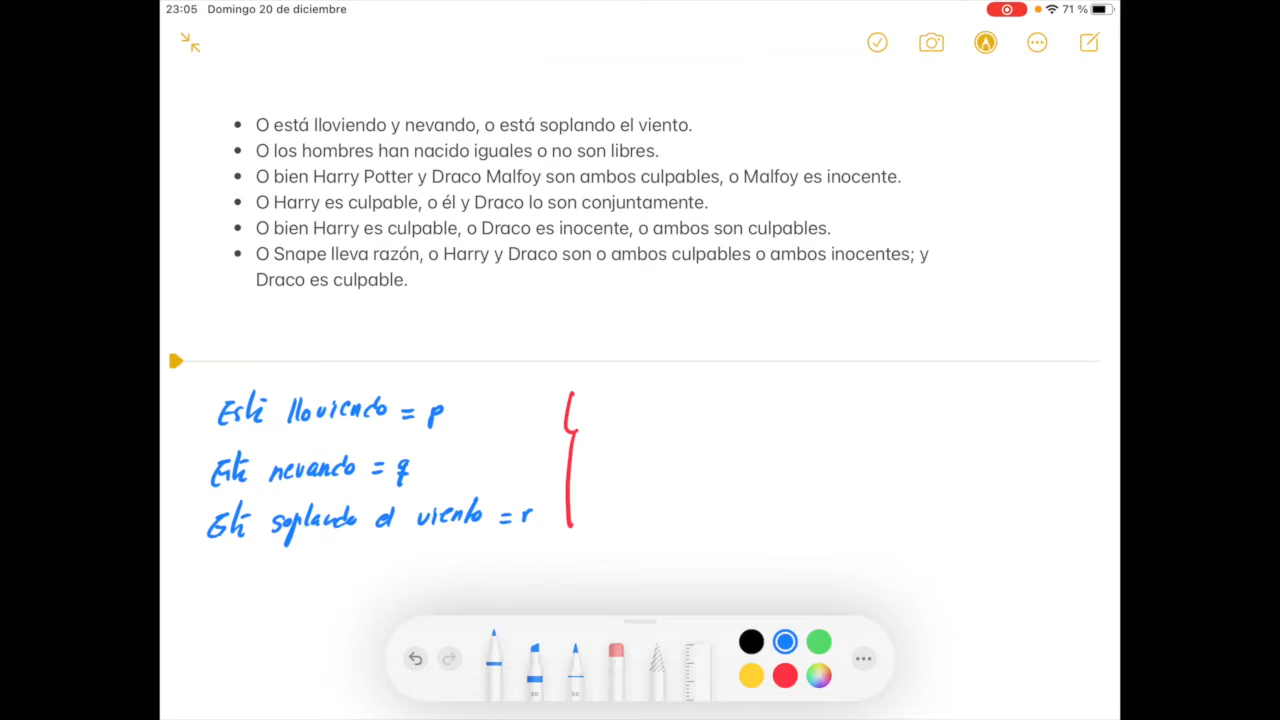 23:05 Domingo 20 de diciembre 71 %
• O está lloviendo y nevando, o está soplando el viento.
• O los hombres han nacido iguales o no son libres.
• O bien Harry Potter y Draco Malfoy son ambos culpables, o Malfoy es inocente.
• O Harry es culpable, o él y Draco lo son conjuntamente.
• O bien Harry es culpable, o Draco es inocente, o ambos son culpables.
• O Snape lleva razón, o Harry y Draco son o ambos culpables o ambos inocentes; y
Draco es culpable.
Está lloviendo = p
Está nevando = q
Está soplando el viento = r
80
50